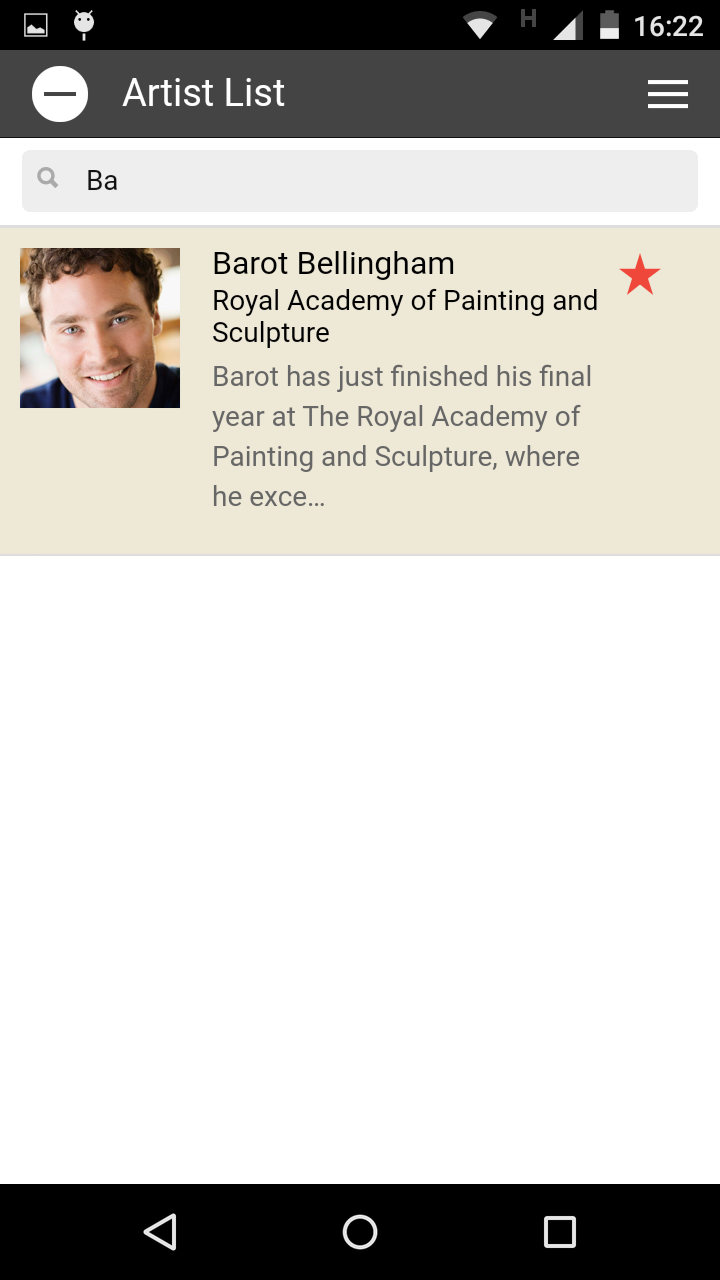 H
16:22
Artist List
Ba
Barot Bellingham
Royal Academy of Painting and
Sculpture
Barot has just finished his final
year at The Royal Academy of
Painting and Sculpture, where
he exce…